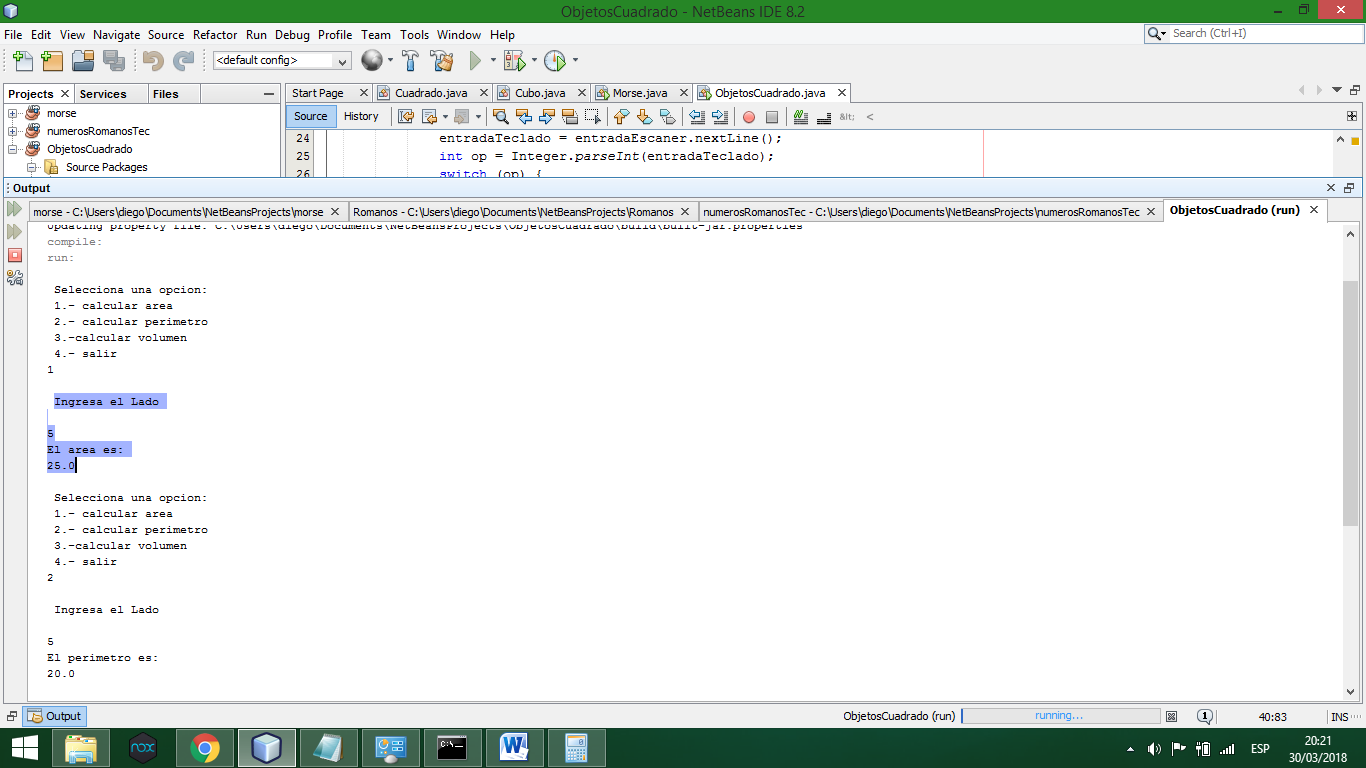 ObjetosCuadrado - NetBeans IDE 8.2
File Edit View Navigate Source Refactor Run Debug Profile Team Tools Window Help
Search (Ctrl+I)
<default config>
Projects Services Files
Start Page Cuadrado.java Cubo.java Morse.java ObjetosCuadrado.java
morse
numerosRomanosTec
ObjetosCuadrado
Source Packages
Source History
&lt; <
24 entradaTeclado = entradaEscaner.nextLine();
25 int op = Integer.parseInt(entradaTeclado);
26 switch (op) {
Output
morse - C:\Users\diego\Documents\NetBeansProjects\morse Romanos - C:\Users\diego\Documents\NetBeansProjects\Romanos numerosRomanosTec - C:\Users\diego\Documents\NetBeansProjects\numerosRomanosTec ObjetosCuadrado (run)
Updating property file: C:\Users\diego\Documents\NetBeansProjects\ObjetosCuadrado\build\built-jar.properties
compile:
run:
Selecciona una opcion:
1.- calcular area
2.- calcular perimetro
3.-calcular volumen
4.- salir
1
Ingresa el Lado
5
El area es:
25.0
Selecciona una opcion:
1.- calcular area
2.- calcular perimetro
3.-calcular volumen
4.- salir
2
Ingresa el Lado
5
El perimetro es:
20.0
Output
ObjetosCuadrado (run) running... 1 40:83 INS
nox
C:\
ESP
20:21
30/03/2018